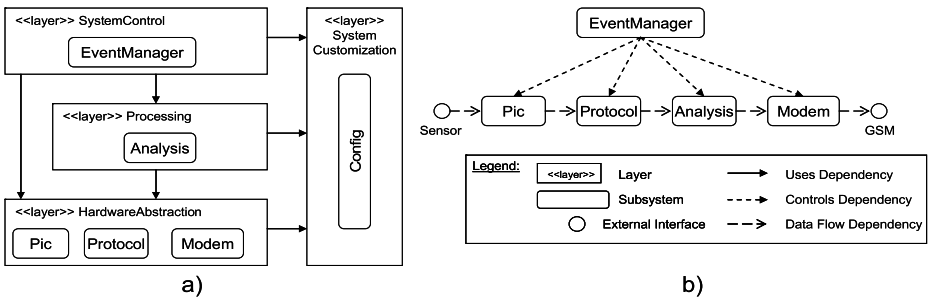 <<layer>> SystemControl
EventManager
<<layer>> Processing
Analysis
<<layer>> HardwareAbstraction
Pic
Protocol
Modem
<<layer>>
System
Customization
Config
a)
EventManager
Sensor
Pic
Protocol
Analysis
Modem
GSM
Legend:
<<layer>>
Layer
Subsystem
External Interface
Uses Dependency
Controls Dependency
Data Flow Dependency
b)